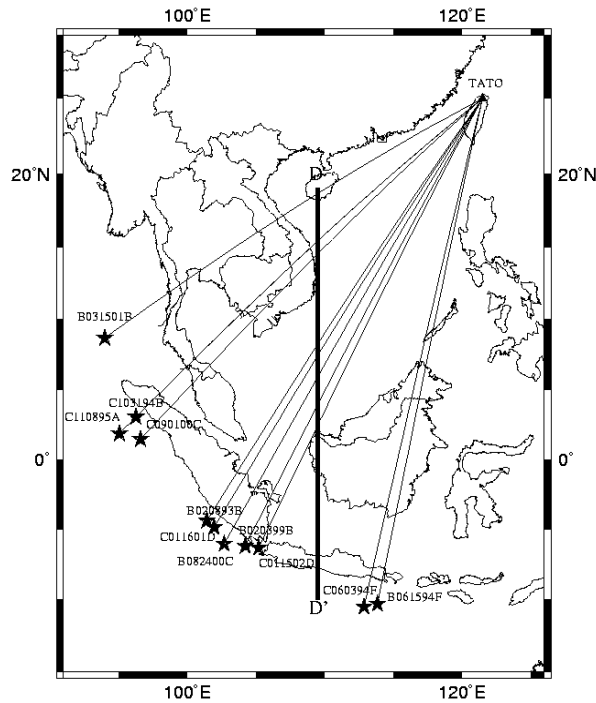 100°E 120°E
TATO
20°N D 20°N
B031501B
C103194B
C110895A C090100C
0° 0°
B020893B
C011601D B020399B
B082400C C011502D
C060394F B061594F
D'
100°E 120°E